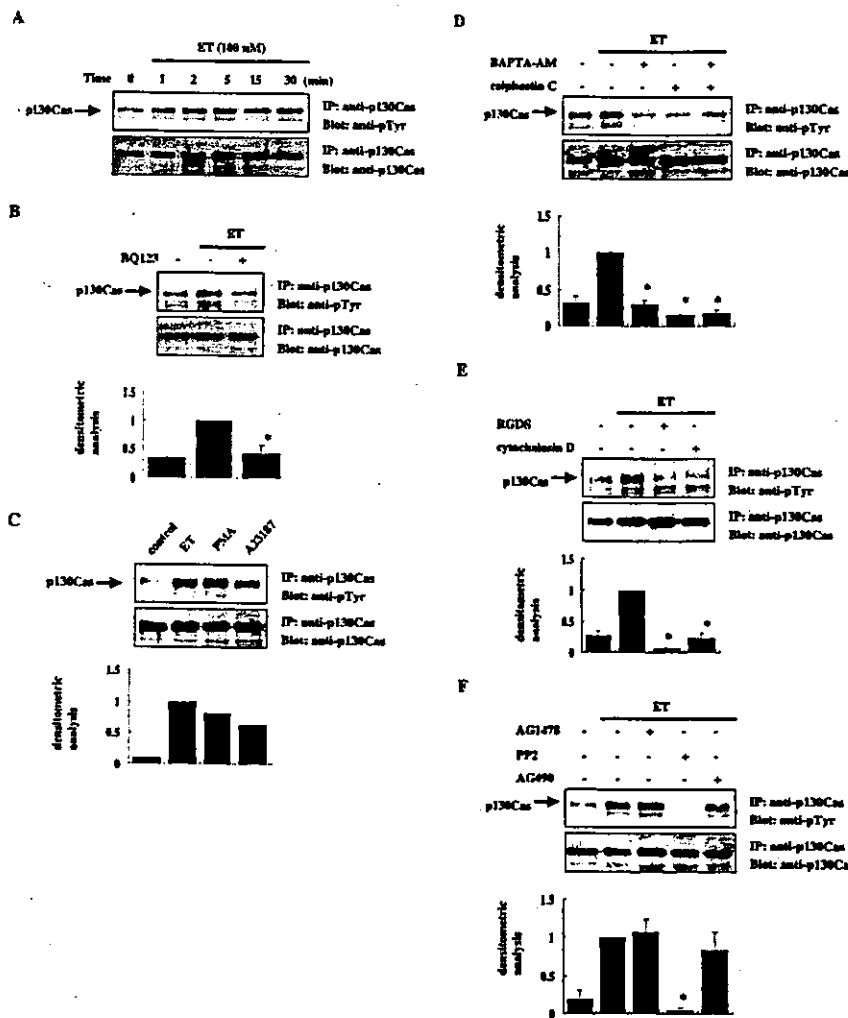 A
ET (100 nM)
Time 0 1 2 5 15 30 (min)
p130Cas
IP: anti-p130Cas
Blot: anti-pTyr
IP: anti-p130Cas
Blot: anti-p130Cas
B
ET
BQ123 - - +
p130Cas
IP: anti-p130Cas
Blot: anti-pTyr
IP: anti-p130Cas
Blot: anti-p130Cas
densitometric
analysis
1.5
1
0.5
0
*
C
control ET PMA A23187
p130Cas
IP: anti-p130Cas
Blot: anti-pTyr
IP: anti-p130Cas
Blot: anti-p130Cas
densitometric
analysis
1.5
1
0.5
0
D
ET
BAPTA-AM - - + - +
calphostin C - - - + +
p130Cas
IP: anti-p130Cas
Blot: anti-pTyr
IP: anti-p130Cas
Blot: anti-p130Cas
densitometric
analysis
1.5
1
0.5
0
* * *
E
ET
RGDS - - + -
cytochalasin D - - - +
p130Cas
IP: anti-p130Cas
Blot: anti-pTyr
IP: anti-p130Cas
Blot: anti-p130Cas
densitometric
analysis
1.5
1
0.5
0
* *
F
ET
AG1478 - - + - -
PP2 - - - + -
AG490 - - - - +
p130Cas
IP: anti-p130Cas
Blot: anti-pTyr
IP: anti-p130Cas
Blot: anti-p130Cas
densitometric
analysis
1.5
1
0.5
0
*